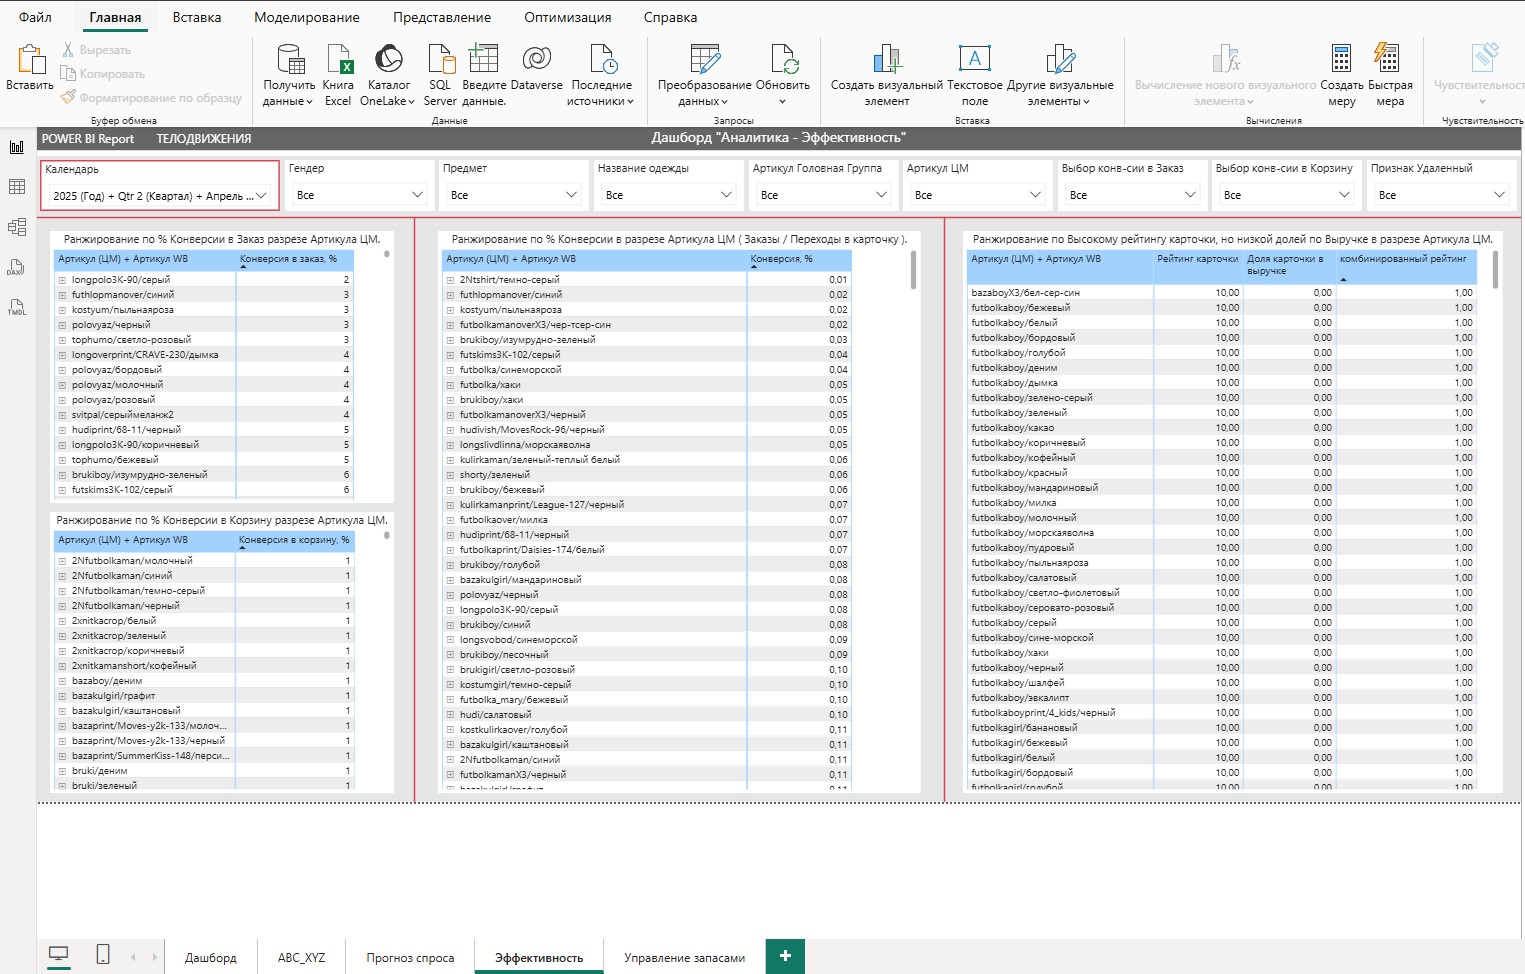 Файл Главная Вставка Моделирование Представление Оптимизация Справка
Вставить
Вырезать
Копировать
Форматирование по образцу
Буфер обмена
Получить данные
Книга Excel
Каталог OneLake
SQL Server
Введите данные.
Dataverse
Последние источники
Данные
Преобразование данных
Обновить
Запросы
Создать визуальный элемент
Текстовое поле
Другие визуальные элементы
Вставка
Вычисление нового визуального элемента
Создать меру
Быстрая мера
Вычисления
Чувствительность
Чувствительность
DAX
TMDL
POWER BI Report ТЕЛОДВИЖЕНИЯ Дашборд "Аналитика - Эффективность"
Календарь
2025 (Год) + Qtr 2 (Квартал) + Апрель ...
Гендер
Все
Предмет
Все
Название одежды
Все
Артикул Головная Группа
Все
Артикул ЦМ
Все
Выбор конв-сии в Заказ
Все
Выбор конв-сии в Корзину
Все
Признак Удаленный
Все
Ранжирование по % Конверсии в Заказ разрезе Артикула ЦМ.
Артикул (ЦМ) + Артикул WB Конверсия в заказ, %
longpolo3K-90/серый 2
futhlopmanover/синий 3
kostyum/пыльнаяроза 3
polovyaz/черный 3
tophumo/светло-розовый 3
longoverprint/CRAVE-230/дымка 4
polovyaz/бордовый 4
polovyaz/молочный 4
polovyaz/розовый 4
svitpal/серыймеланж2 4
hudiprint/68-11/черный 5
longpolo3K-90/коричневый 5
tophumo/бежевый 5
brukiboy/изумрудно-зеленый 6
futskims3K-102/серый 6
Ранжирование по % Конверсии в Корзину разрезе Артикула ЦМ.
Артикул (ЦМ) + Артикул WB Конверсия в корзину, %
2Nfutbolkaman/молочный 1
2Nfutbolkaman/синий 1
2Nfutbolkaman/темно-серый 1
2Nfutbolkaman/черный 1
2xnitkacrop/белый 1
2xnitkacrop/зеленый 1
2xnitkacrop/коричневый 1
2xnitkamanshort/кофейный 1
bazaboy/деним 1
bazakulgirl/графит 1
bazakulgirl/каштановый 1
bazaprint/Moves-y2k-133/молоч... 1
bazaprint/Moves-y2k-133/черный 1
bazaprint/SummerKiss-148/перси... 1
bruki/деним 1
bruki/зеленый 1
Ранжирование по % Конверсии в разрезе Артикула ЦМ ( Заказы / Переходы в карточку ).
Артикул (ЦМ) + Артикул WB Конверсия, %
2Ntshirt/темно-серый 0,01
futhlopmanover/синий 0,02
kostyum/пыльнаяроза 0,02
futbolkamanoverX3/чер-тсер-син 0,02
brukiboy/изумрудно-зеленый 0,03
futskims3K-102/серый 0,04
futbolka/синеморской 0,04
futbolka/хаки 0,05
brukiboy/хаки 0,05
futbolkamanoverX3/черный 0,05
hudivish/MovesRock-96/черный 0,05
longslivdlinna/морскаяволна 0,05
kulirkaman/зеленый-теплый белый 0,06
shorty/зеленый 0,06
brukiboy/бежевый 0,06
kulirkamanprint/League-127/черный 0,07
futbolkaover/милка 0,07
hudiprint/68-11/черный 0,07
futbolkaprint/Daisies-174/белый 0,07
brukiboy/голубой 0,08
bazakulgirl/мандариновый 0,08
polovyaz/черный 0,08
longpolo3K-90/серый 0,08
brukiboy/синий 0,08
longsvobod/синеморской 0,09
brukiboy/песочный 0,09
brukigirl/светло-розовый 0,10
kostumgirl/темно-серый 0,10
futbolka_mary/бежевый 0,10
hudi/салатовый 0,10
kostkulirkaover/голубой 0,11
bazakulgirl/каштановый 0,11
2Nfutbolkaman/синий 0,11
futbolkamanX3/черный 0,11
bazakulgirl/графит 0,11
Ранжирование по Высокому рейтингу карточки, но низкой долей по Выручке в разрезе Артикула ЦМ.
Артикул (ЦМ) + Артикул WB Рейтинг карточки Доля карточки в выручке комбинированный рейтинг
bazaboyX3/бел-сер-син 10,00 0,00 1,00
futbolkaboy/бежевый 10,00 0,00 1,00
futbolkaboy/белый 10,00 0,00 1,00
futbolkaboy/бордовый 10,00 0,00 1,00
futbolkaboy/голубой 10,00 0,00 1,00
futbolkaboy/деним 10,00 0,00 1,00
futbolkaboy/дымка 10,00 0,00 1,00
futbolkaboy/зелено-серый 10,00 0,00 1,00
futbolkaboy/зеленый 10,00 0,00 1,00
futbolkaboy/какао 10,00 0,00 1,00
futbolkaboy/коричневый 10,00 0,00 1,00
futbolkaboy/кофейный 10,00 0,00 1,00
futbolkaboy/красный 10,00 0,00 1,00
futbolkaboy/мандариновый 10,00 0,00 1,00
futbolkaboy/милка 10,00 0,00 1,00
futbolkaboy/молочный 10,00 0,00 1,00
futbolkaboy/морскаяволна 10,00 0,00 1,00
futbolkaboy/пудровый 10,00 0,00 1,00
futbolkaboy/пыльнаяроза 10,00 0,00 1,00
futbolkaboy/салатовый 10,00 0,00 1,00
futbolkaboy/светло-фиолетовый 10,00 0,00 1,00
futbolkaboy/серовато-розовый 10,00 0,00 1,00
futbolkaboy/серый 10,00 0,00 1,00
futbolkaboy/сине-морской 10,00 0,00 1,00
futbolkaboy/хаки 10,00 0,00 1,00
futbolkaboy/черный 10,00 0,00 1,00
futbolkaboy/шалфей 10,00 0,00 1,00
futbolkaboy/эвкалипт 10,00 0,00 1,00
futbolkaboyprint/4_kids/черный 10,00 0,00 1,00
futbolkagirl/банановый 10,00 0,00 1,00
futbolkagirl/бежевый 10,00 0,00 1,00
futbolkagirl/белый 10,00 0,00 1,00
futbolkagirl/бордовый 10,00 0,00 1,00
futbolkagirl/голубой 10,00 0,00 1,00
Дашборд ABC_XYZ Прогноз спроса Эффективность Управление запасами +